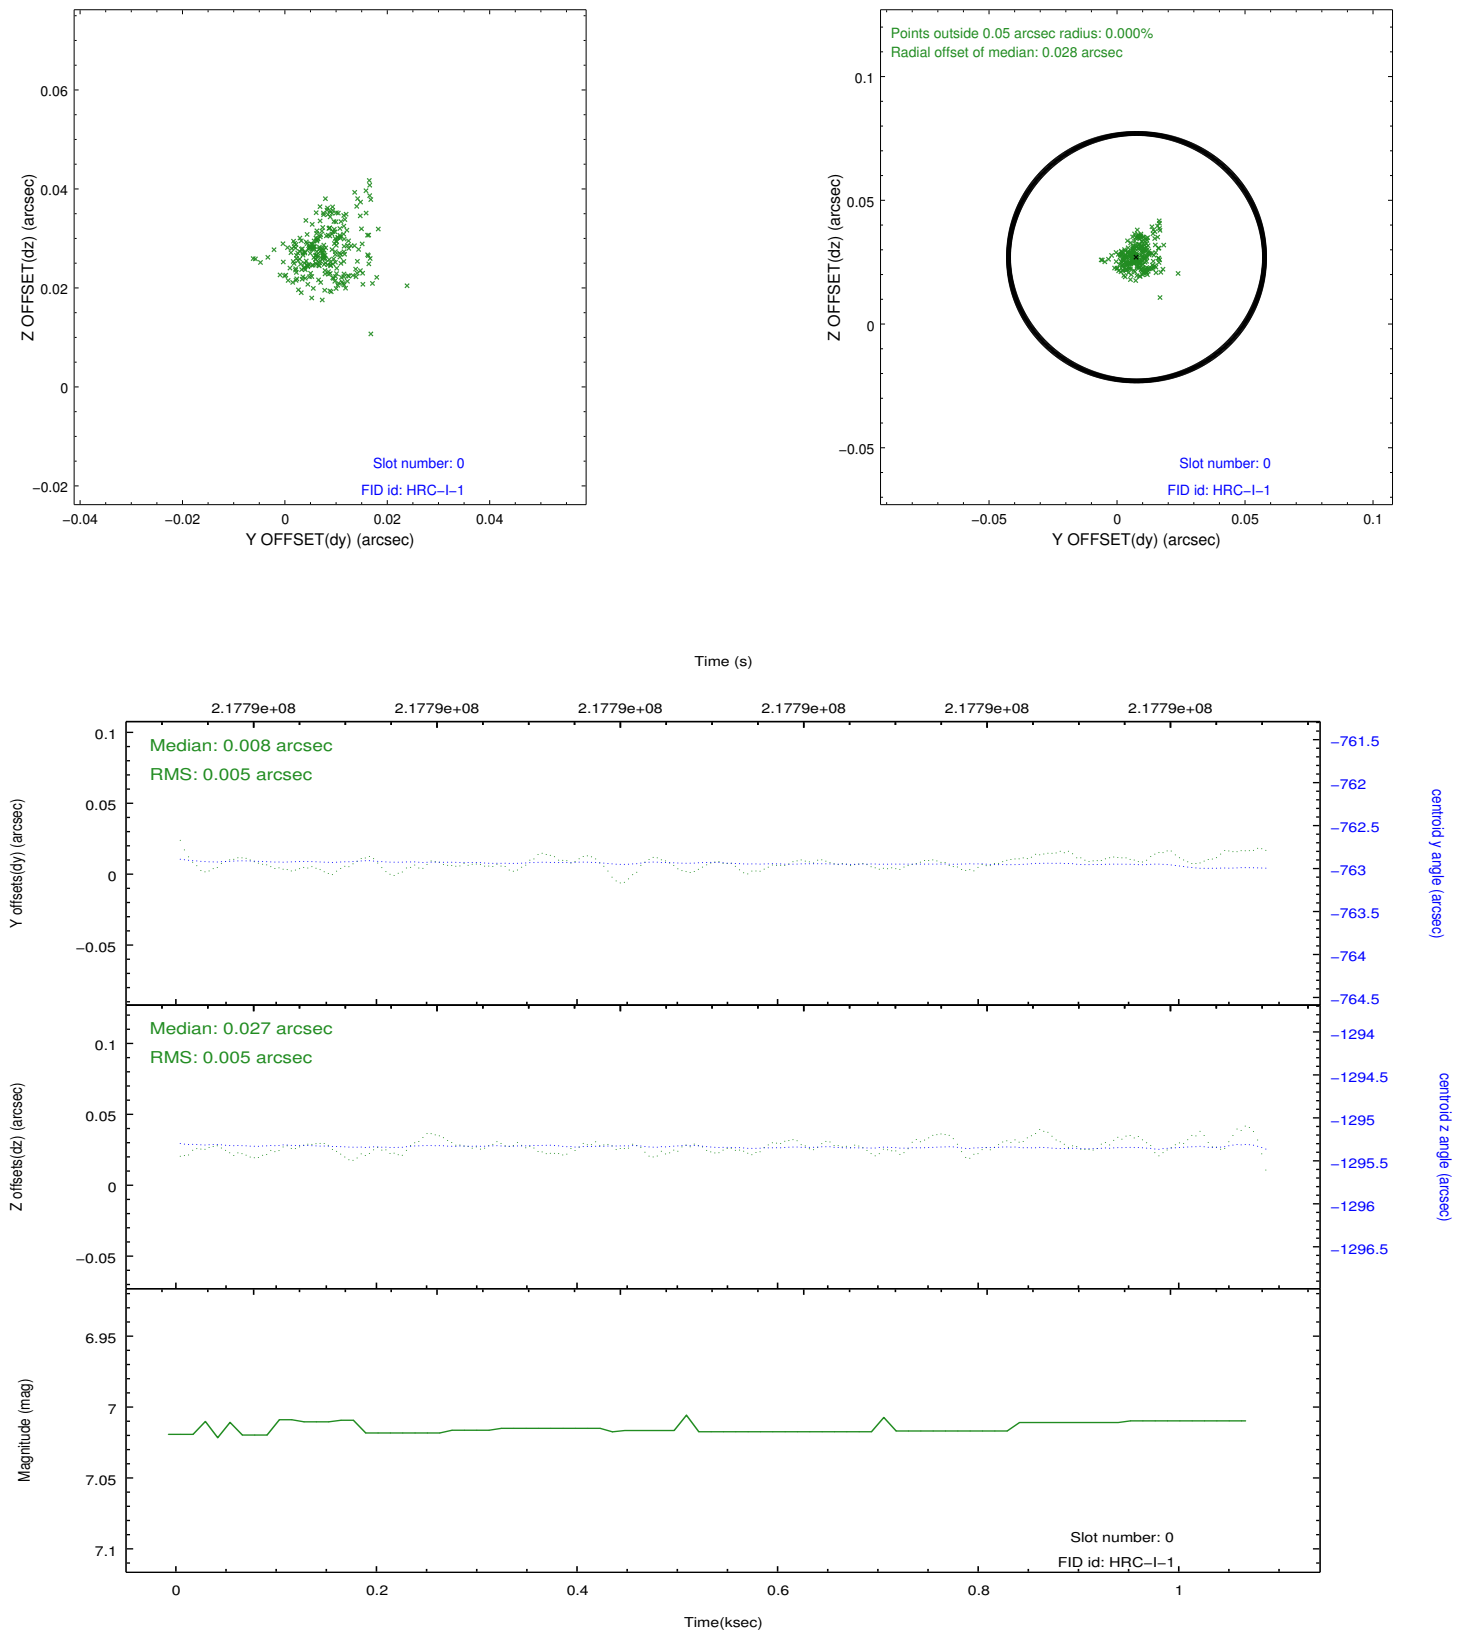 0.06
0.04
0.02
0
−0.02
Z OFFSET(dz) (arcsec)
Slot number: 0
FID id: HRC−I−1
−0.04
−0.02
0
0.02
0.04
Y OFFSET(dy) (arcsec)
Points outside 0.05 arcsec radius: 0.000%
Radial offset of median: 0.028 arcsec
0.1
0.05
0
−0.05
Z OFFSET(dz) (arcsec)
Slot number: 0
FID id: HRC−I−1
−0.05
0
0.05
0.1
Y OFFSET(dy) (arcsec)
Time (s)
2.1779e+08
2.1779e+08
2.1779e+08
2.1779e+08
2.1779e+08
2.1779e+08
Median: 0.008 arcsec
RMS: 0.005 arcsec
0.1
0.05
0
−0.05
Y offsets(dy) (arcsec)
−761.5
−762
−762.5
−763
−763.5
−764
−764.5
centroid y angle (arcsec)
Median: 0.027 arcsec
RMS: 0.005 arcsec
0.1
0.05
0
−0.05
Z offsets(dz) (arcsec)
−1294
−1294.5
−1295
−1295.5
−1296
−1296.5
centroid z angle (arcsec)
6.95
7
7.05
7.1
Magnitude (mag)
Slot number: 0
FID id: HRC−I−1
0
0.2
0.4
0.6
0.8
1
Time(ksec)